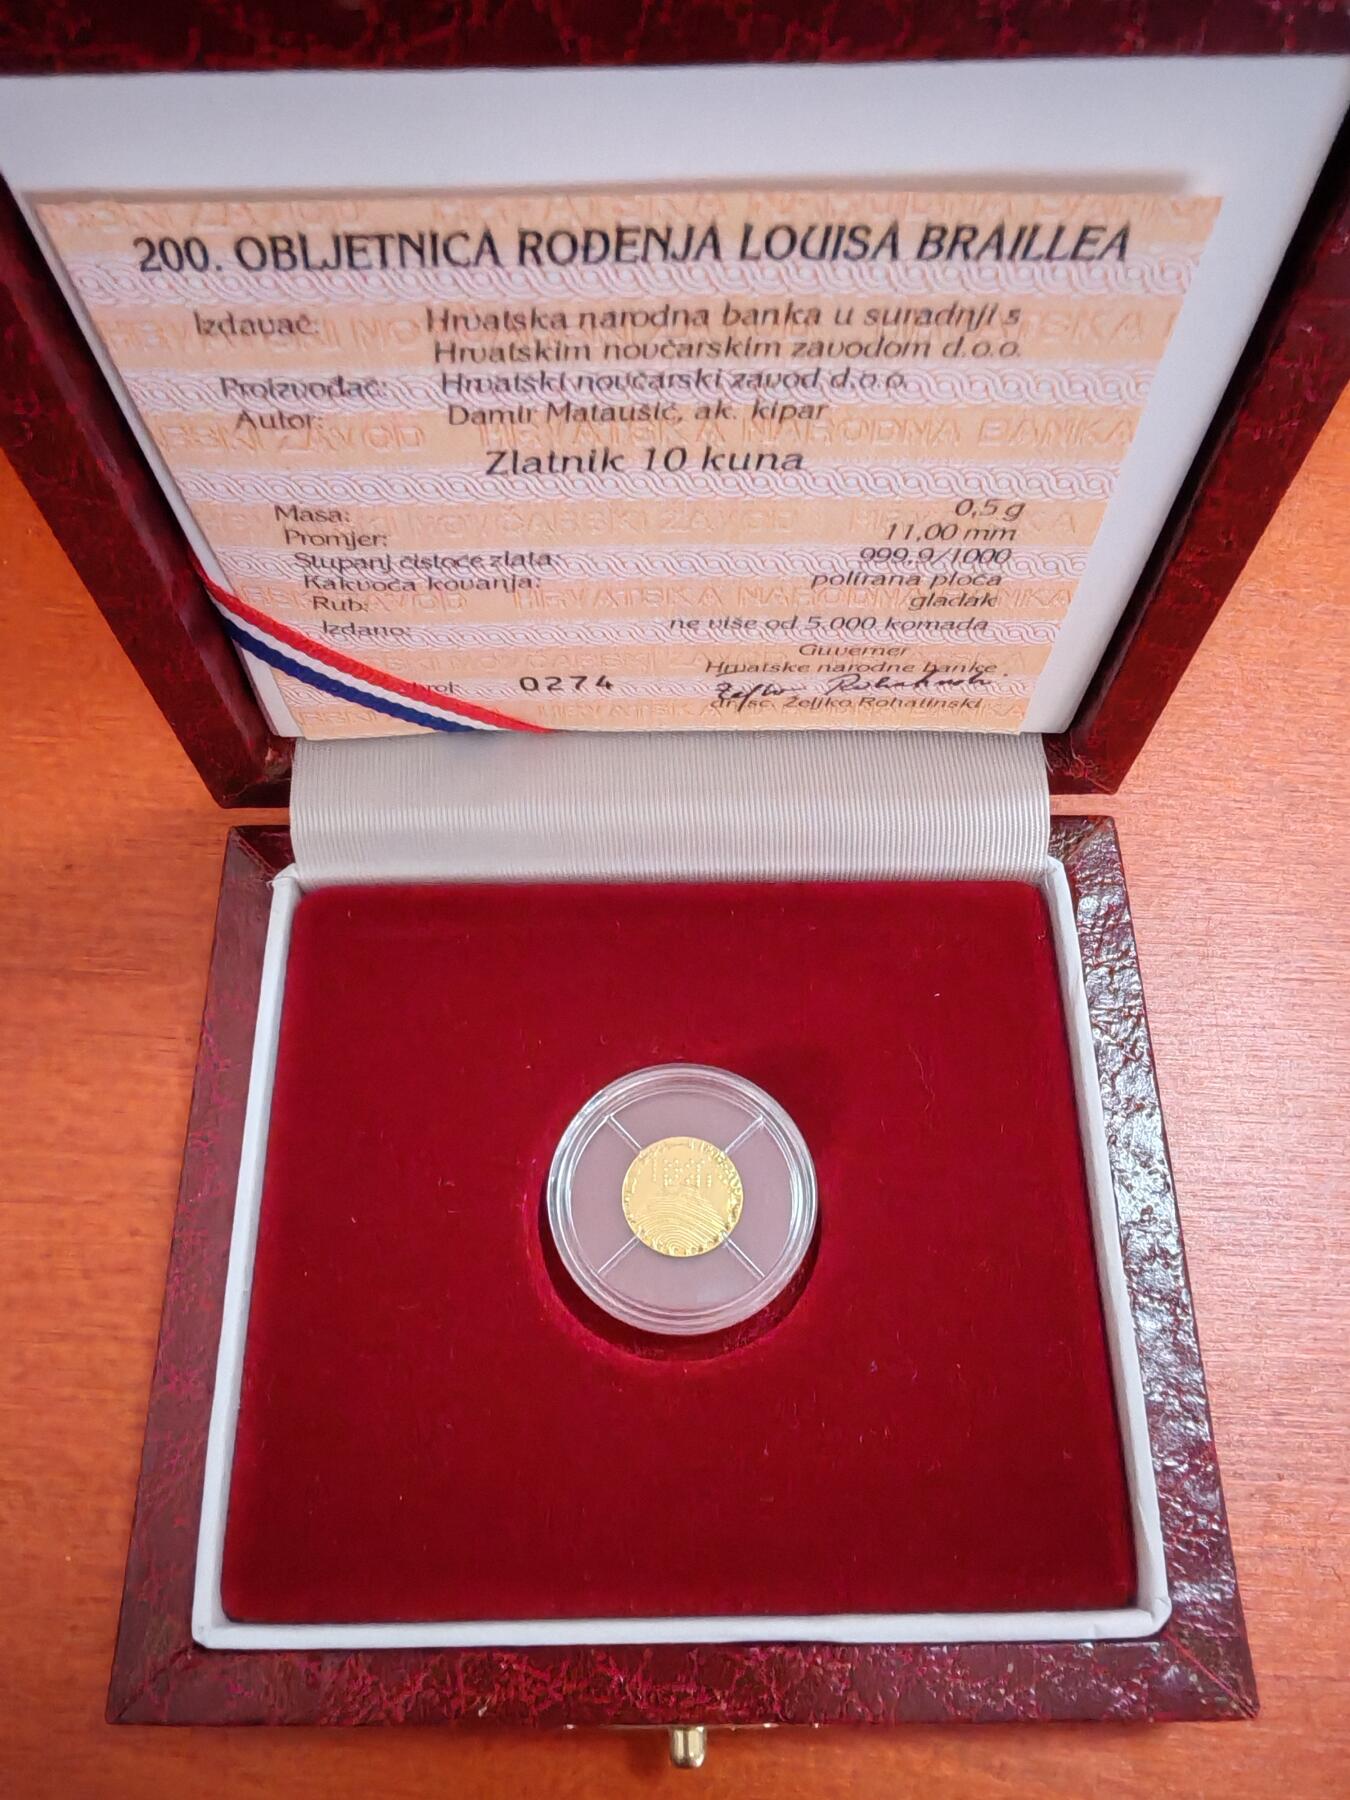 200. OBLJETNICA ROĐENJA LOUISA BRAILLEA
Izdavač: Hrvatska narodna banka u suradnji s
Hrvatskim novčarskim zavodom d.o.o.
Proizvođač: Hrvatski novčarski zavod d.o.o.
Autor: Damir Mataušić, ak. kipar
Zlatnik 10 kuna
Masa: 0,5 g
Promjer: 11,00 mm
Stupanj čistoće zlata: 999,9/1000
Kakvoća kovanja: polirana ploča
Rub: gladak
Izdano: ne više od 5.000 komada
Guverner
Hrvatske narodne banke
0274
dr. sc. Željko Rohatinski